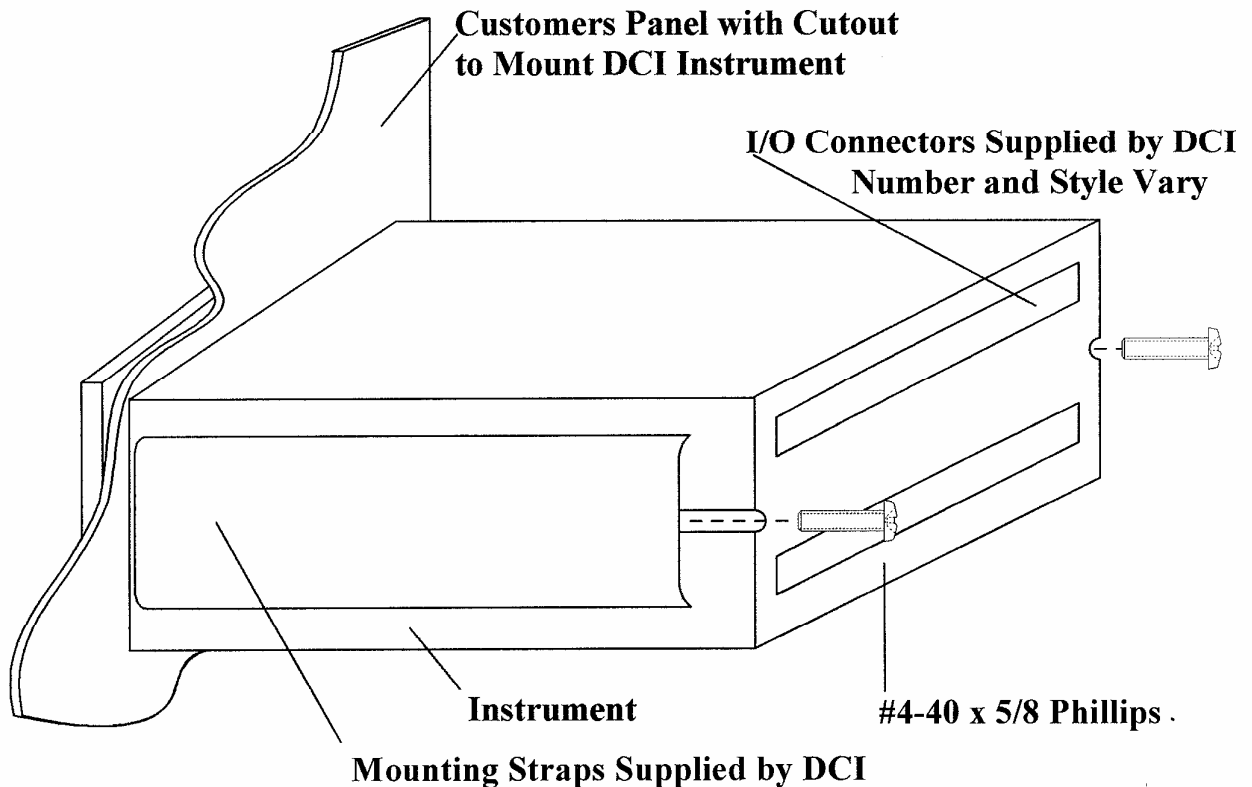 Customers Panel with Cutout
to Mount DCI Instrument
I/O Connectors Supplied by DCI
Number and Style Vary
Instrument
#4-40 x 5/8 Phillips
Mounting Straps Supplied by DCI